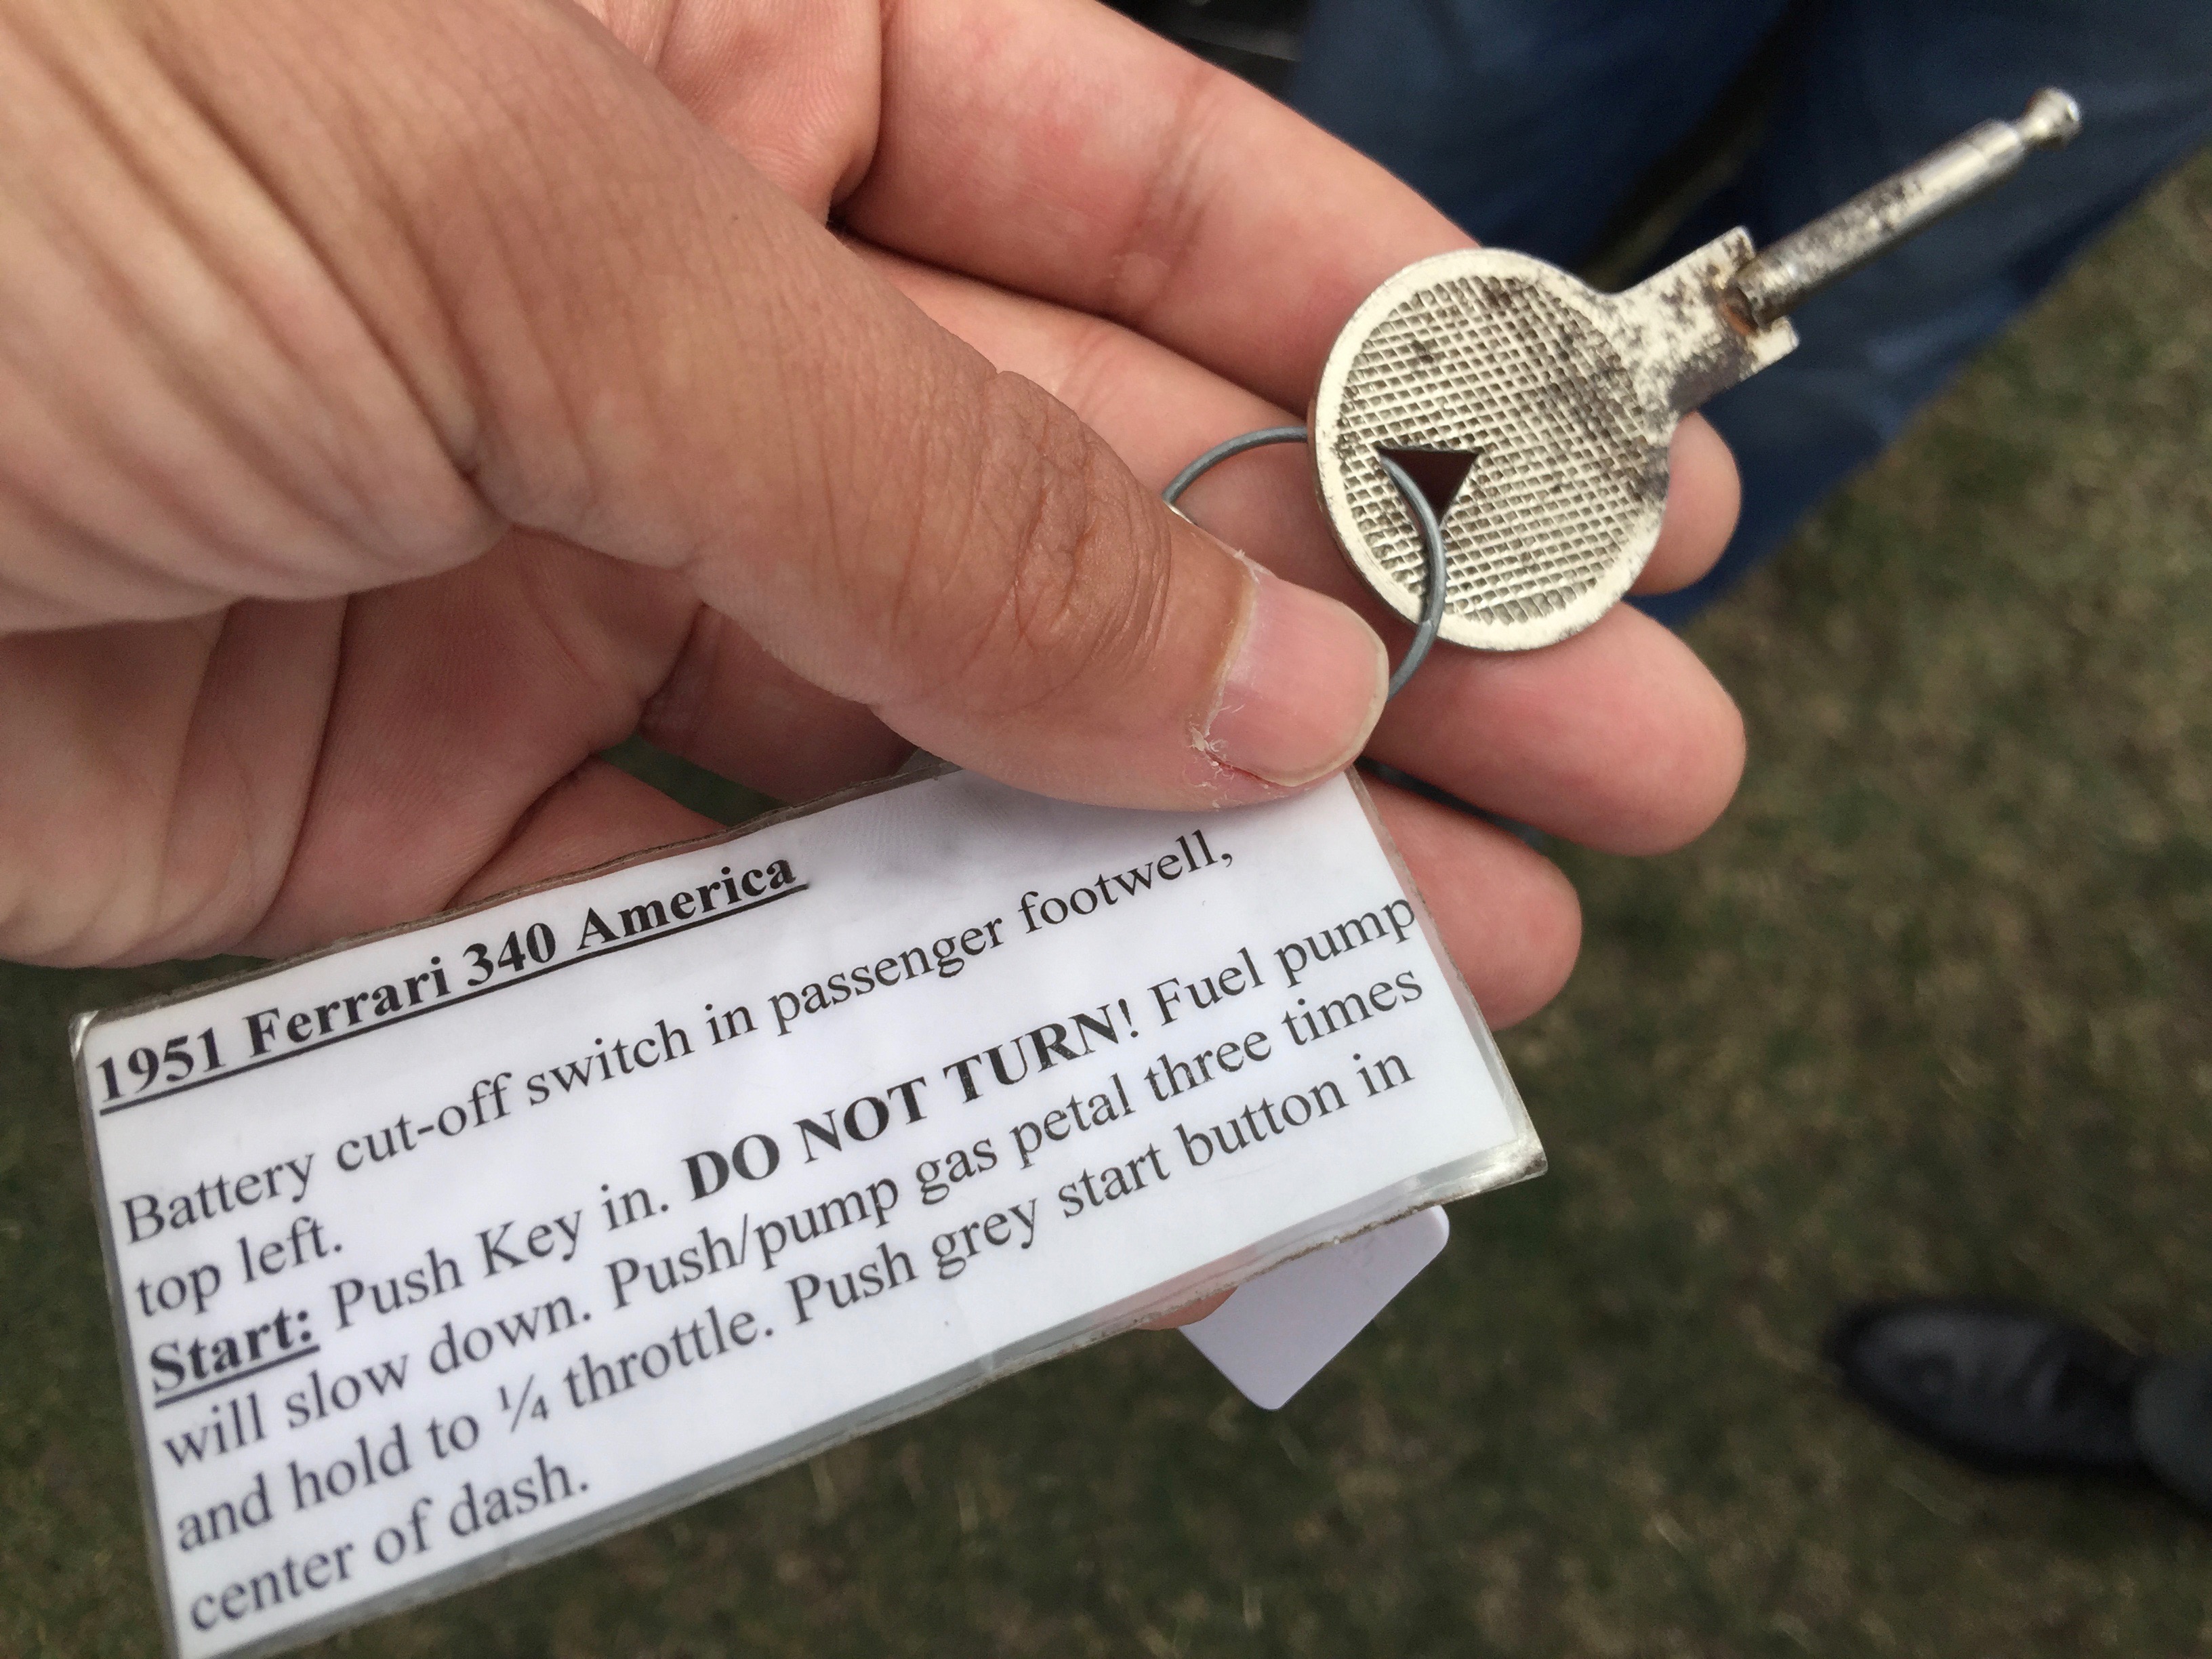 1951 Ferrari 340 America
Battery cut-off switch in passenger footwell,
top left.
Start: Push Key in. DO NOT TURN! Fuel pump
will slow down. Push/pump gas petal three times
and hold to ¼ throttle. Push grey start button in
center of dash.